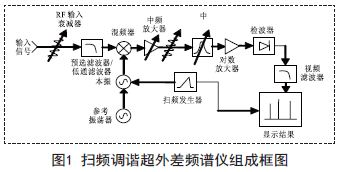 RF 输入
衰减器
混频器
中频
放大器
中
检波器
输入
信号
预选滤波器/
低通滤波器
对数
放大器
视频
滤波器
本振
扫频发生器
参考
振荡器
显示结果
图1 扫频调谐超外差频谱仪组成框图